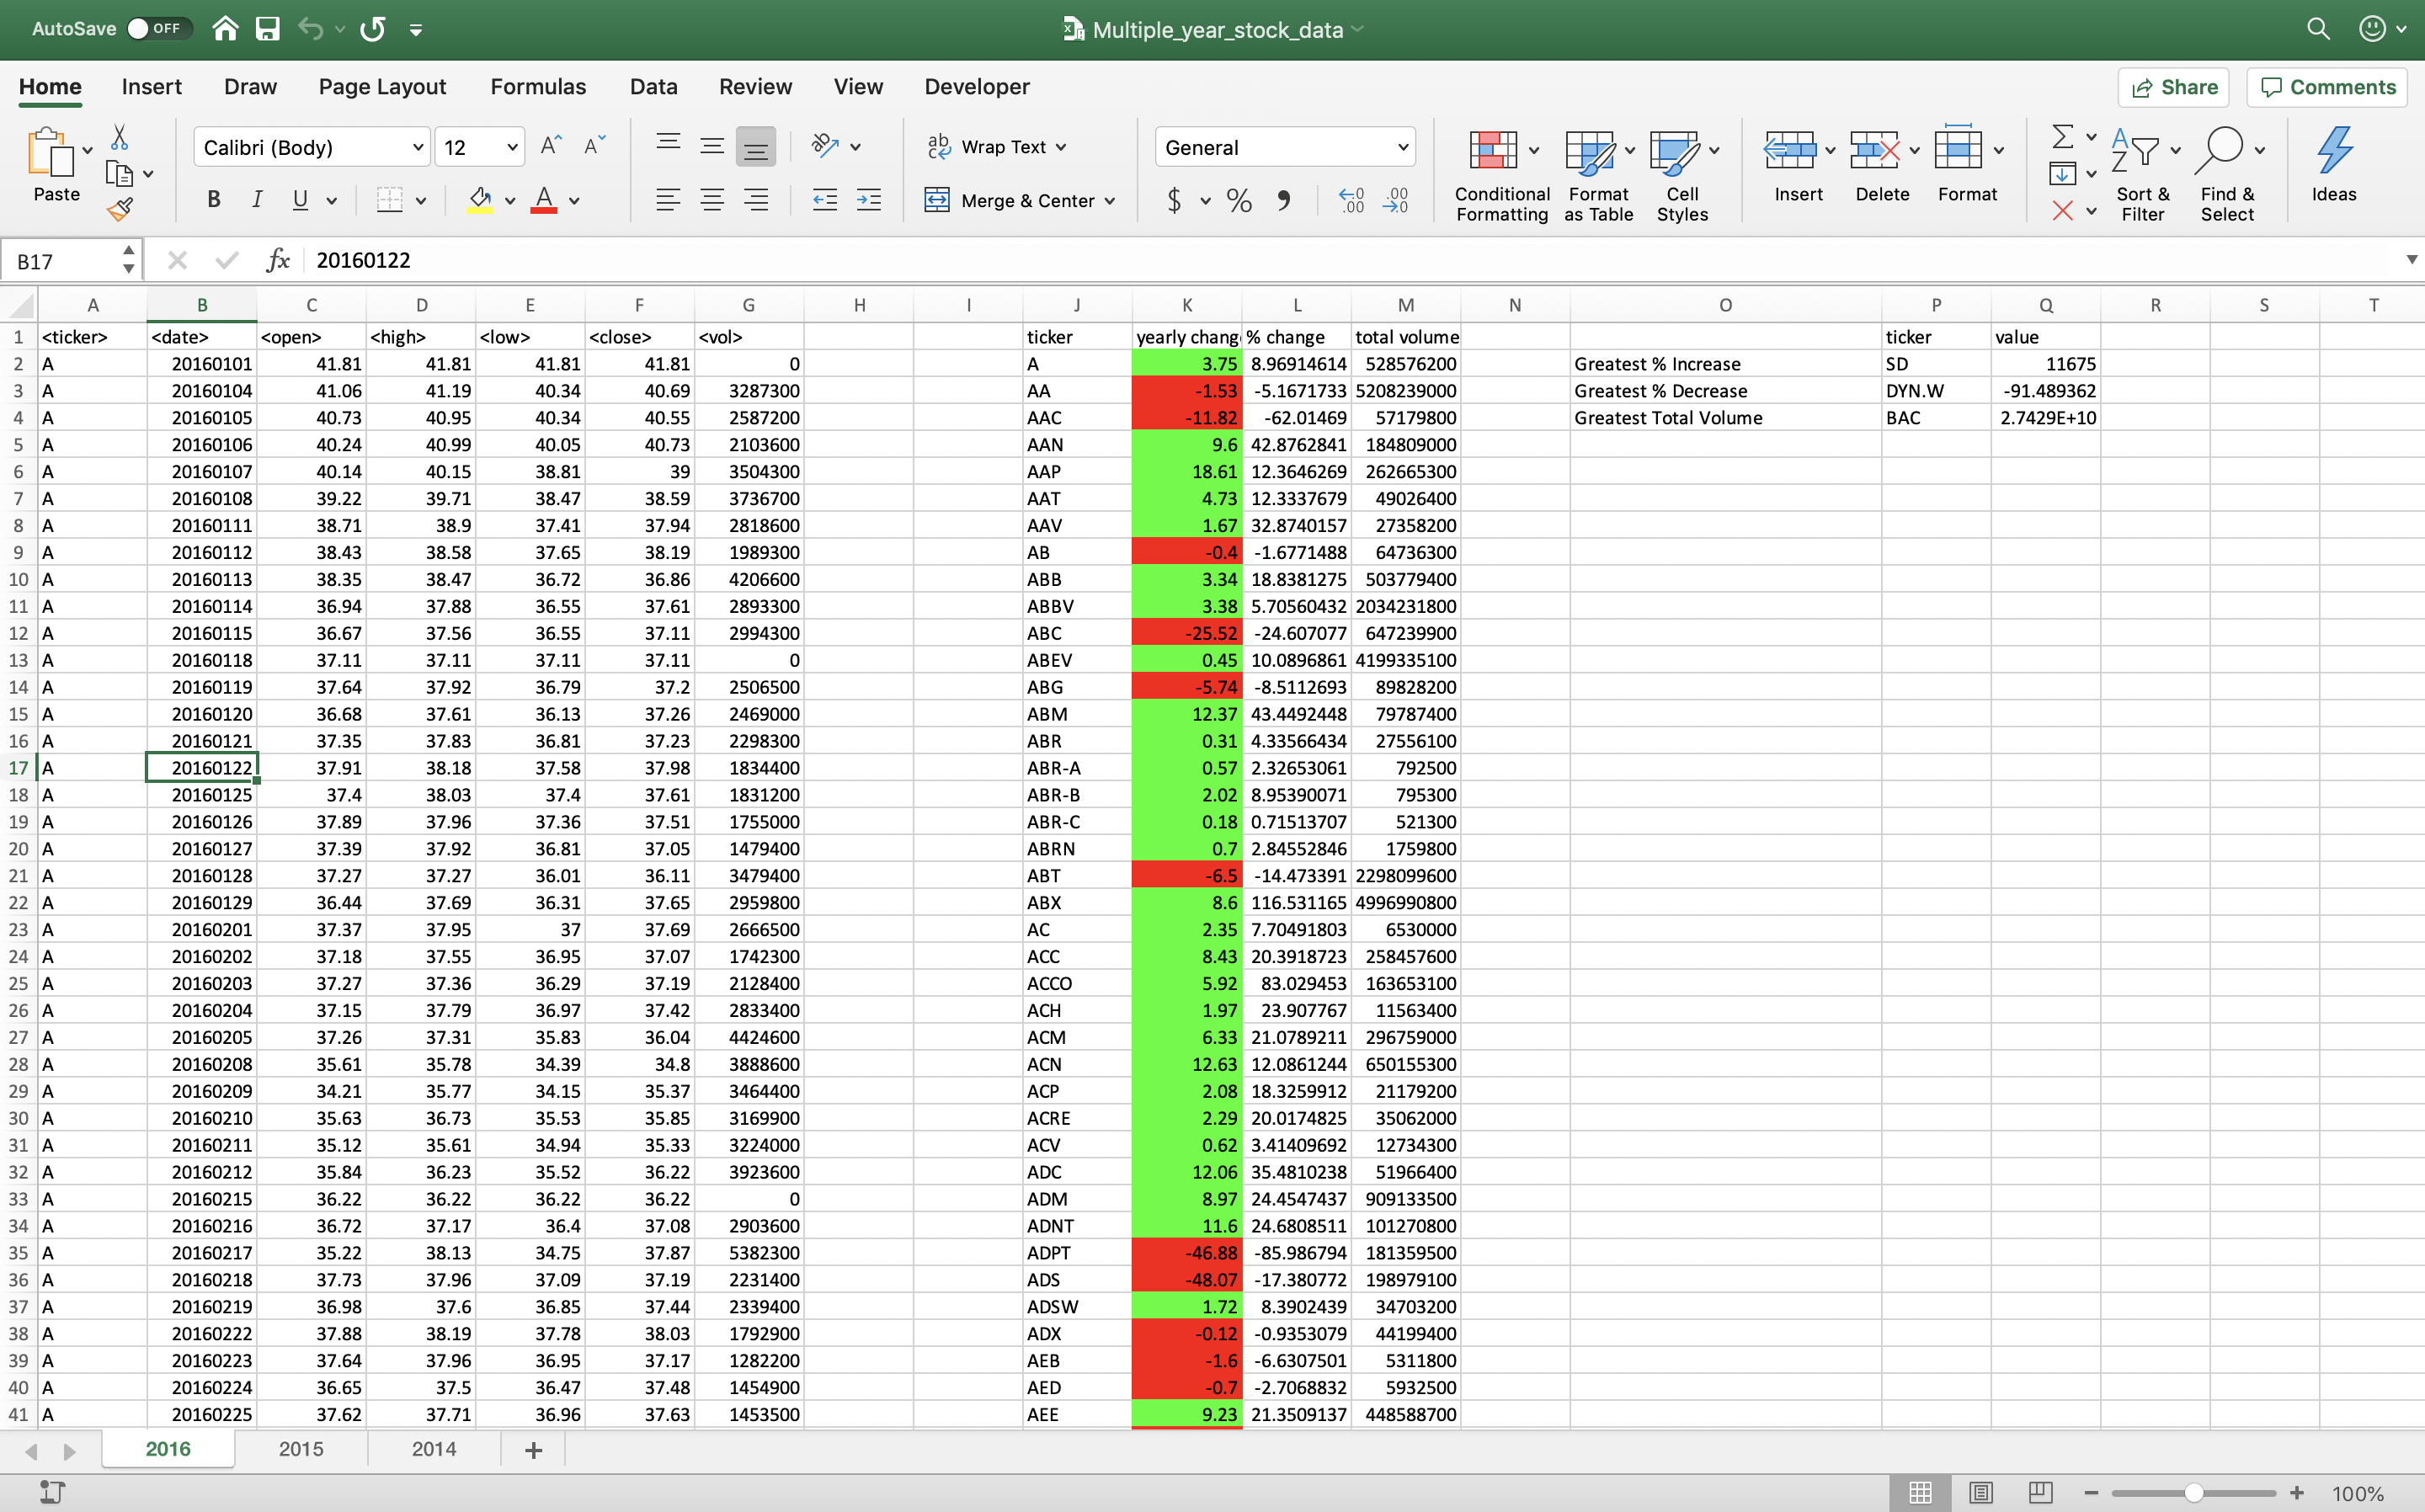 AutoSave OFF Multiple_year_stock_data
Home Insert Draw Page Layout Formulas Data Review View Developer Share Comments
Calibri (Body) 12 Wrap Text General
Paste B I U A Merge & Center $ % Conditional Formatting Format as Table Cell Styles Insert Delete Format Sort & Filter Find & Select Ideas
B17 fx 20160122
A B C D E F G H I J K L M N O P Q R S T
1 <ticker> <date> <open> <high> <low> <close> <vol> ticker yearly chang % change total volume ticker value
2 A 20160101 41.81 41.81 41.81 41.81 0 A 3.75 8.96914614 528576200 Greatest % Increase SD 11675
3 A 20160104 41.06 41.19 40.34 40.69 3287300 AA -1.53 -5.1671733 5208239000 Greatest % Decrease DYN.W -91.489362
4 A 20160105 40.73 40.95 40.34 40.55 2587200 AAC -11.82 -62.01469 57179800 Greatest Total Volume BAC 2.7429E+10
5 A 20160106 40.24 40.99 40.05 40.73 2103600 AAN 9.6 42.8762841 184809000
6 A 20160107 40.14 40.15 38.81 39 3504300 AAP 18.61 12.3646269 262665300
7 A 20160108 39.22 39.71 38.47 38.59 3736700 AAT 4.73 12.3337679 49026400
8 A 20160111 38.71 38.9 37.41 37.94 2818600 AAV 1.67 32.8740157 27358200
9 A 20160112 38.43 38.58 37.65 38.19 1989300 AB -0.4 -1.6771488 64736300
10 A 20160113 38.35 38.47 36.72 36.86 4206600 ABB 3.34 18.8381275 503779400
11 A 20160114 36.94 37.88 36.55 37.61 2893300 ABBV 3.38 5.70560432 2034231800
12 A 20160115 36.67 37.56 36.55 37.11 2994300 ABC -25.52 -24.607077 647239900
13 A 20160118 37.11 37.11 37.11 37.11 0 ABEV 0.45 10.0896861 4199335100
14 A 20160119 37.64 37.92 36.79 37.2 2506500 ABG -5.74 -8.5112693 89828200
15 A 20160120 36.68 37.61 36.13 37.26 2469000 ABM 12.37 43.4492448 79787400
16 A 20160121 37.35 37.83 36.81 37.23 2298300 ABR 0.31 4.33566434 27556100
17 A 20160122 37.91 38.18 37.58 37.98 1834400 ABR-A 0.57 2.32653061 792500
18 A 20160125 37.4 38.03 37.4 37.61 1831200 ABR-B 2.02 8.95390071 795300
19 A 20160126 37.89 37.96 37.36 37.51 1755000 ABR-C 0.18 0.71513707 521300
20 A 20160127 37.39 37.92 36.81 37.05 1479400 ABRN 0.7 2.84552846 1759800
21 A 20160128 37.27 37.27 36.01 36.11 3479400 ABT -6.5 -14.473391 2298099600
22 A 20160129 36.44 37.69 36.31 37.65 2959800 ABX 8.6 116.531165 4996990800
23 A 20160201 37.37 37.95 37 37.69 2666500 AC 2.35 7.70491803 6530000
24 A 20160202 37.18 37.55 36.95 37.07 1742300 ACC 8.43 20.3918723 258457600
25 A 20160203 37.27 37.36 36.29 37.19 2128400 ACCO 5.92 83.029453 163653100
26 A 20160204 37.15 37.79 36.97 37.42 2833400 ACH 1.97 23.907767 11563400
27 A 20160205 37.26 37.31 35.83 36.04 4424600 ACM 6.33 21.0789211 296759000
28 A 20160208 35.61 35.78 34.39 34.8 3888600 ACN 12.63 12.0861244 650155300
29 A 20160209 34.21 35.77 34.15 35.37 3464400 ACP 2.08 18.3259912 21179200
30 A 20160210 35.63 36.73 35.53 35.85 3169900 ACRE 2.29 20.0174825 35062000
31 A 20160211 35.12 35.61 34.94 35.33 3224000 ACV 0.62 3.41409692 12734300
32 A 20160212 35.84 36.23 35.52 36.22 3923600 ADC 12.06 35.4810238 51966400
33 A 20160215 36.22 36.22 36.22 36.22 0 ADM 8.97 24.4547437 909133500
34 A 20160216 36.72 37.17 36.4 37.08 2903600 ADNT 11.6 24.6808511 101270800
35 A 20160217 35.22 38.13 34.75 37.87 5382300 ADPT -46.88 -85.986794 181359500
36 A 20160218 37.73 37.96 37.09 37.19 2231400 ADS -48.07 -17.380772 198979100
37 A 20160219 36.98 37.6 36.85 37.44 2339400 ADSW 1.72 8.3902439 34703200
38 A 20160222 37.88 38.19 37.78 38.03 1792900 ADX -0.12 -0.9353079 44199400
39 A 20160223 37.64 37.96 36.95 37.17 1282200 AEB -1.6 -6.6307501 5311800
40 A 20160224 36.65 37.5 36.47 37.48 1454900 AED -0.7 -2.7068832 5932500
41 A 20160225 37.62 37.71 36.96 37.63 1453500 AEE 9.23 21.3509137 448588700
2016 2015 2014 +
100%